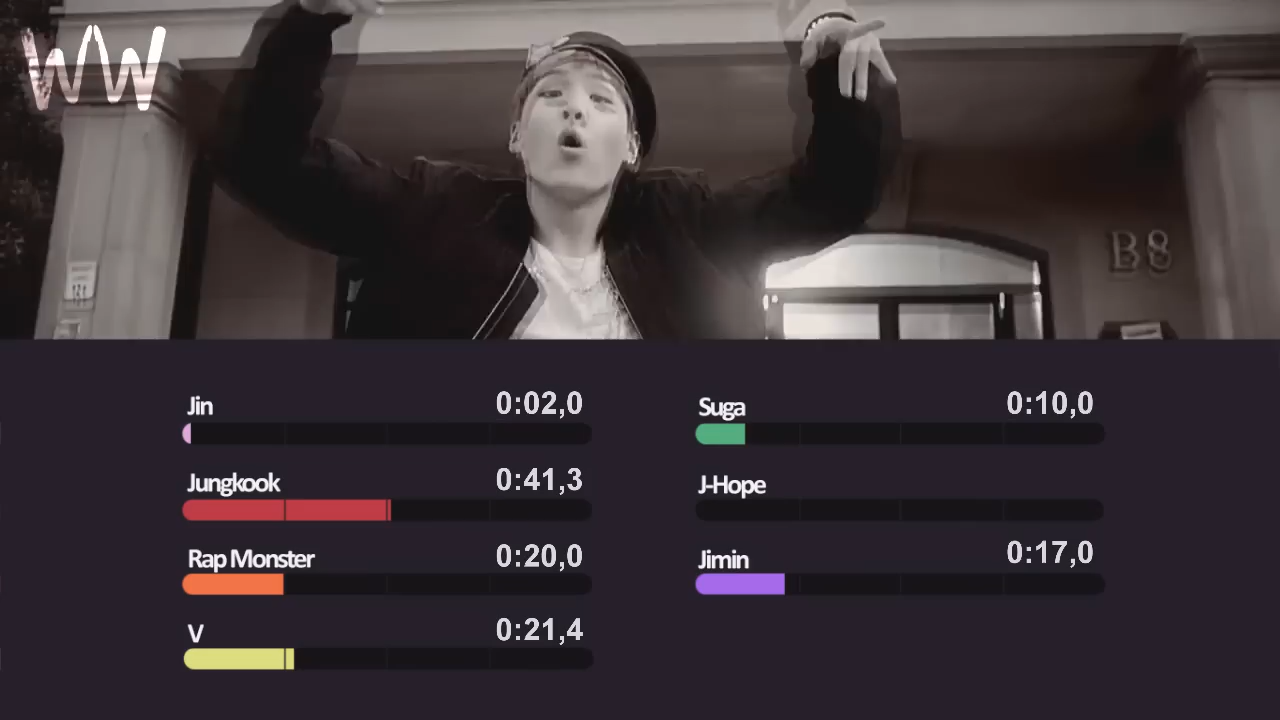 WW
B8
Jin 0:02,0
Suga 0:10,0
Jungkook 0:41,3
J-Hope
Rap Monster 0:20,0
Jimin 0:17,0
V 0:21,4